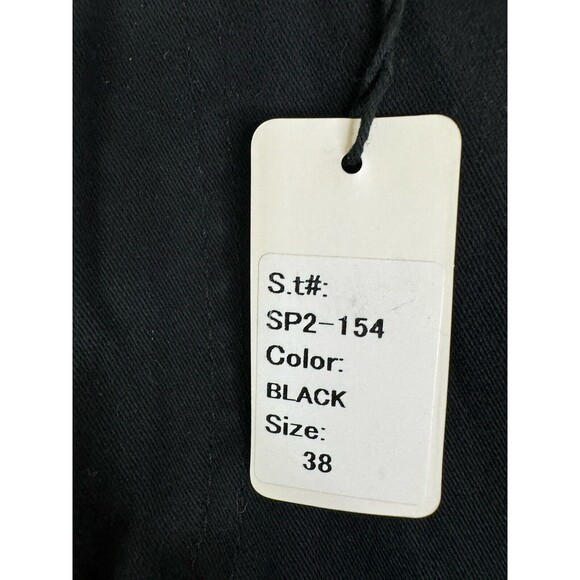 S.t#:
SP2-154
Color:
BLACK
Size:
38